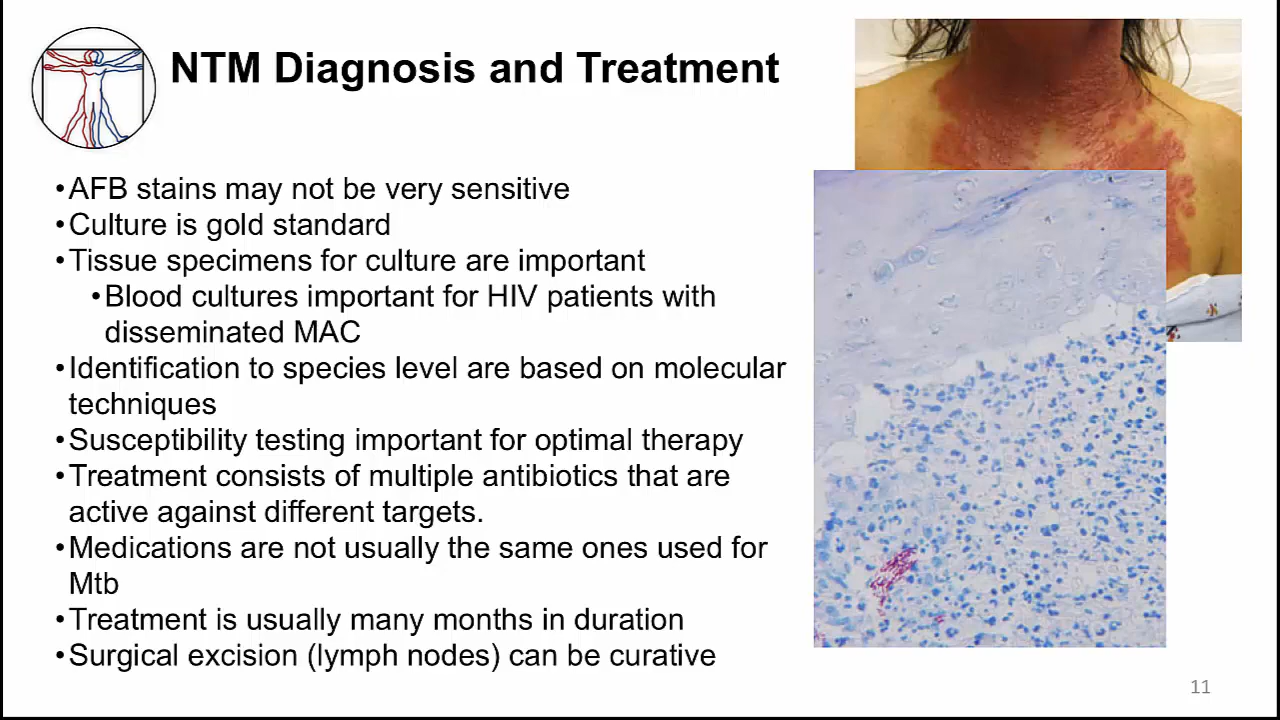 NTM Diagnosis and Treatment
•AFB stains may not be very sensitive
•Culture is gold standard
•Tissue specimens for culture are important
•Blood cultures important for HIV patients with
disseminated MAC
•Identification to species level are based on molecular
techniques
•Susceptibility testing important for optimal therapy
•Treatment consists of multiple antibiotics that are
active against different targets.
•Medications are not usually the same ones used for
Mtb
•Treatment is usually many months in duration
•Surgical excision (lymph nodes) can be curative
11